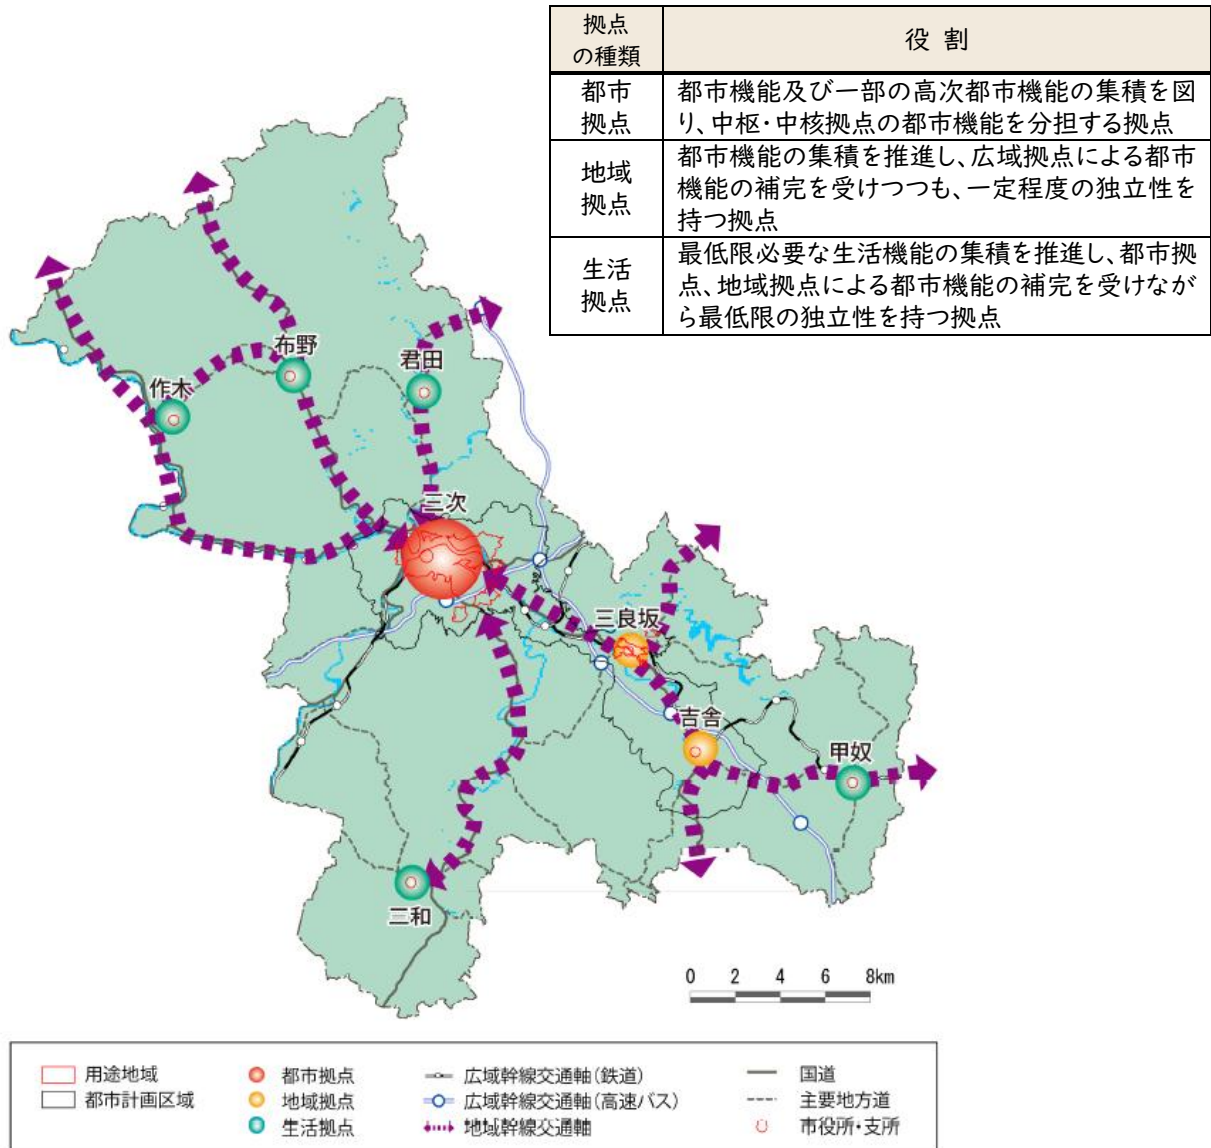 拠点
の種類
役 割
都市
拠点
都市機能及び一部の高次都市機能の集積を図
り、中枢・中核拠点の都市機能を分担する拠点
地域
拠点
都市機能の集積を推進し、広域拠点による都市
機能の補完を受けつつも、一定程度の独立性を
持つ拠点
生活
拠点
最低限必要な生活機能の集積を推進し、都市拠
点、地域拠点による都市機能の補完を受けなが
ら最低限の独立性を持つ拠点
布野
君田
作木
三次
三良坂
吉舎
甲奴
三和
0 2 4 6 8km
用途地域
都市計画区域
都市拠点
地域拠点
生活拠点
広域幹線交通軸(鉄道)
広域幹線交通軸(高速バス)
地域幹線交通軸
国道
主要地方道
市役所・支所